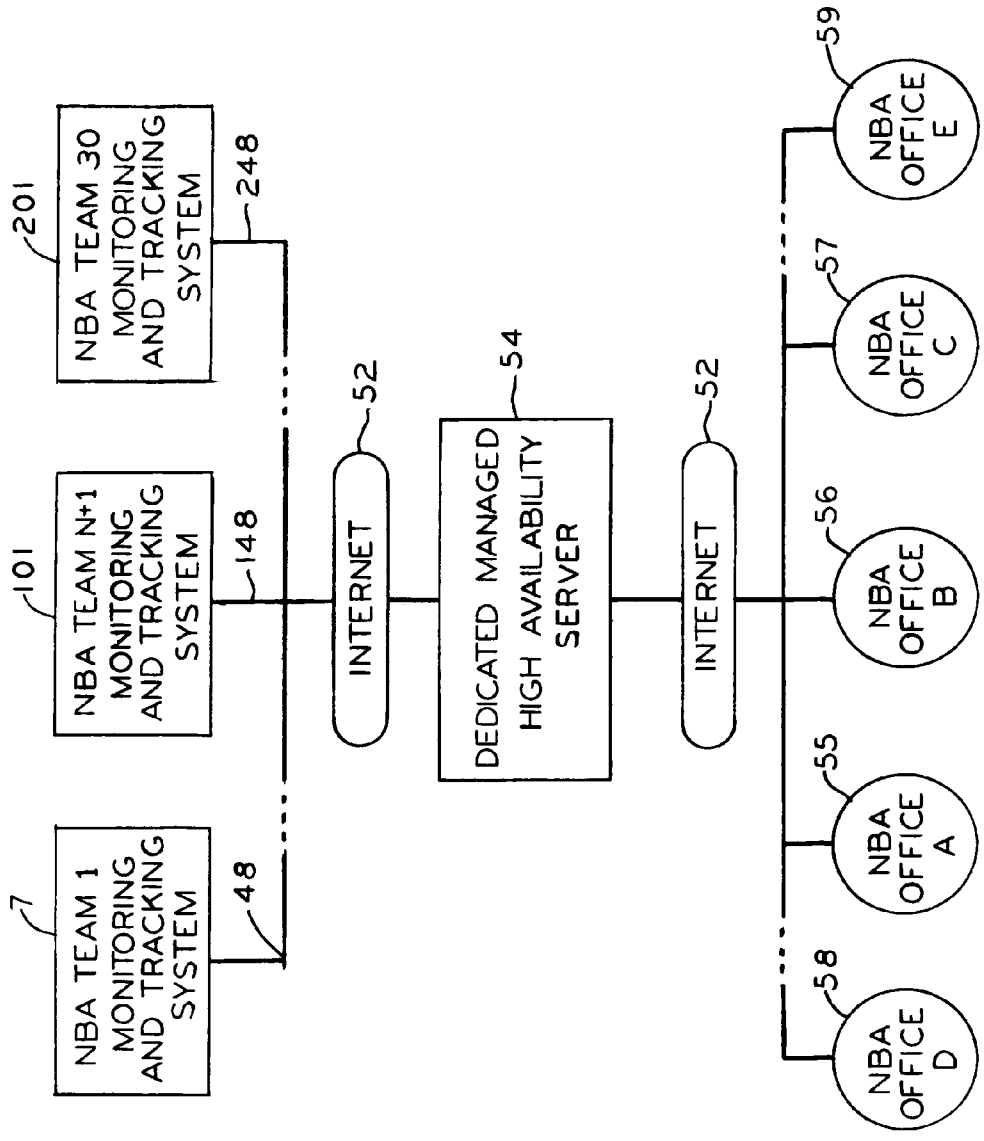 7
NBA TEAM 1
MONITORING
AND TRACKING
SYSTEM
48
101
NBA TEAM N+1
MONITORING
AND TRACKING
SYSTEM
148
201
NBA TEAM 30
MONITORING
AND TRACKING
SYSTEM
248
INTERNET
52
DEDICATED MANAGED
HIGH AVAILABILITY
SERVER
54
INTERNET
52
58
NBA
OFFICE
D
55
NBA
OFFICE
A
56
NBA
OFFICE
B
57
NBA
OFFICE
C
59
NBA
OFFICE
E